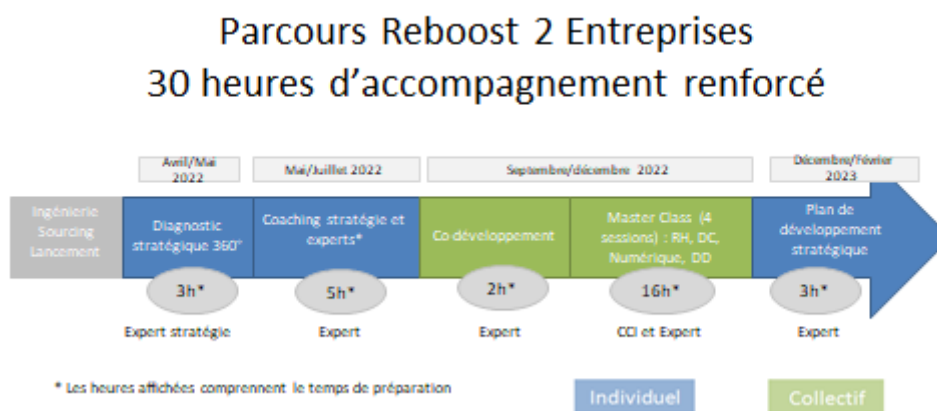 Parcours Reboost 2 Entreprises
30 heures d'accompagnement renforcé
Avril/Mai
2022
Mai/Juillet 2022
Septembre/décembre 2022
Décembre/Février
2023
Ingénierie
Sourcing
Lancement
Diagnostic
stratégique 360°
Coaching stratégie et
experts*
Co-développement
Master Class (4
sessions) : RH, DC,
Numérique, DD
Plan de
développement
stratégique
3h*
5h*
2h*
16h*
3h*
Expert stratégie
Expert
Expert
CCI et Expert
Expert
* Les heures affichées comprennent le temps de préparation
Individuel
Collectif